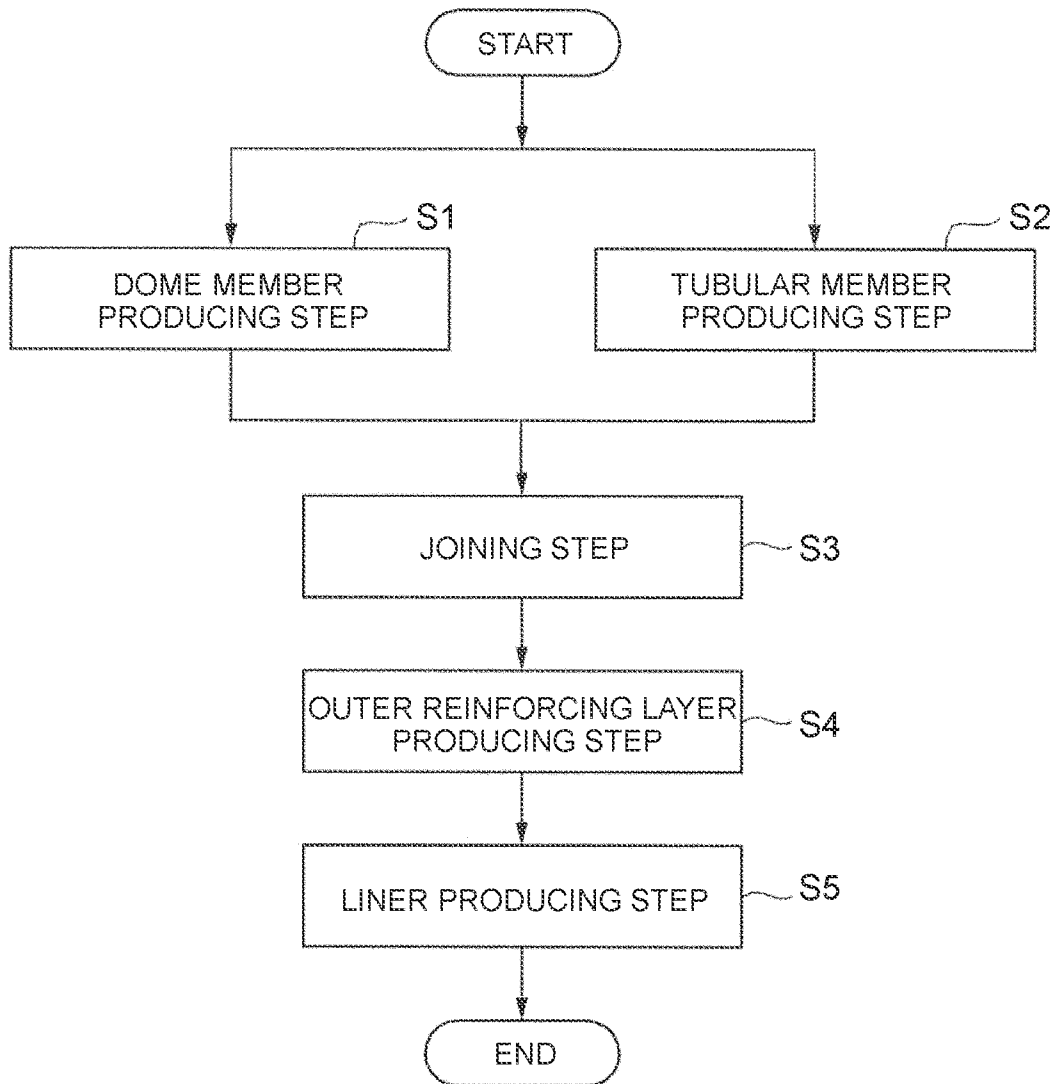 START
S1
S2
DOME MEMBER
PRODUCING STEP
TUBULAR MEMBER
PRODUCING STEP
JOINING STEP
S3
OUTER REINFORCING LAYER
PRODUCING STEP
S4
LINER PRODUCING STEP
S5
END